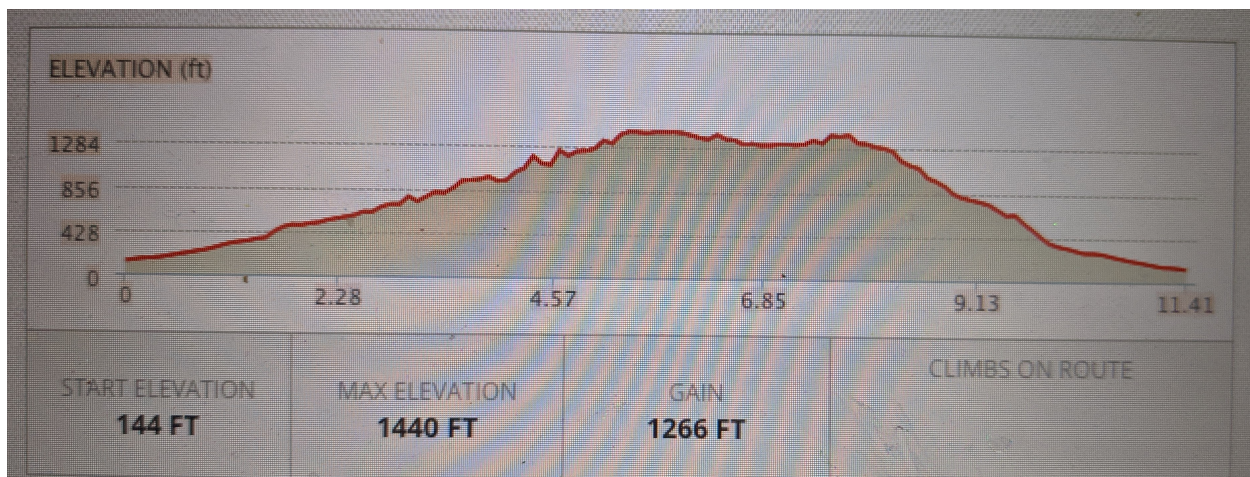 ELEVATION (ft)
1284
856
428
0
0 2.28 4.57 6.85 9.13 11.41
START ELEVATION MAX ELEVATION GAIN CLIMBS ON ROUTE
144 FT 1440 FT 1266 FT